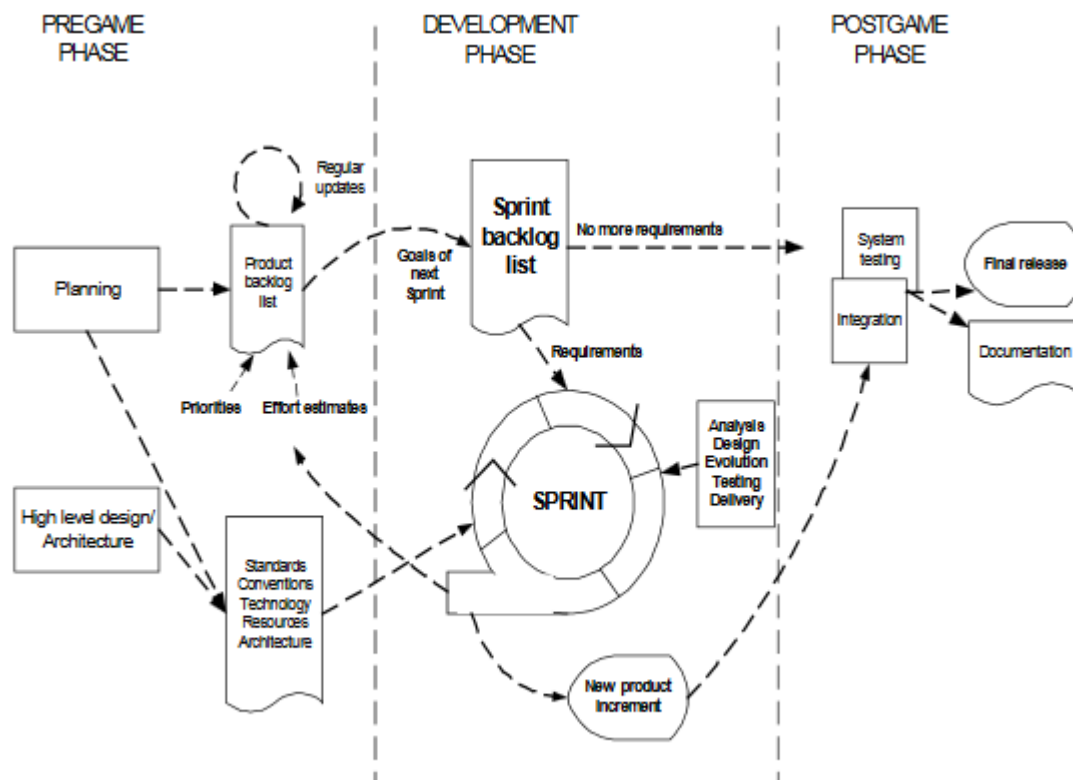 PREGAME
PHASE
DEVELOPMENT
PHASE
POSTGAME
PHASE
Regular
updates
Planning
Product
backlog
list
Goals of
next
Sprint
Sprint
backlog
list
No more requirements
System
testing
Integration
Final release
Documentation
Priorities
Effort estimates
Requirements
Analysis
Design
Evolution
Testing
Delivery
SPRINT
High level design/
Architecture
Standards
Conventions
Technology
Resources
Architecture
New product
increment